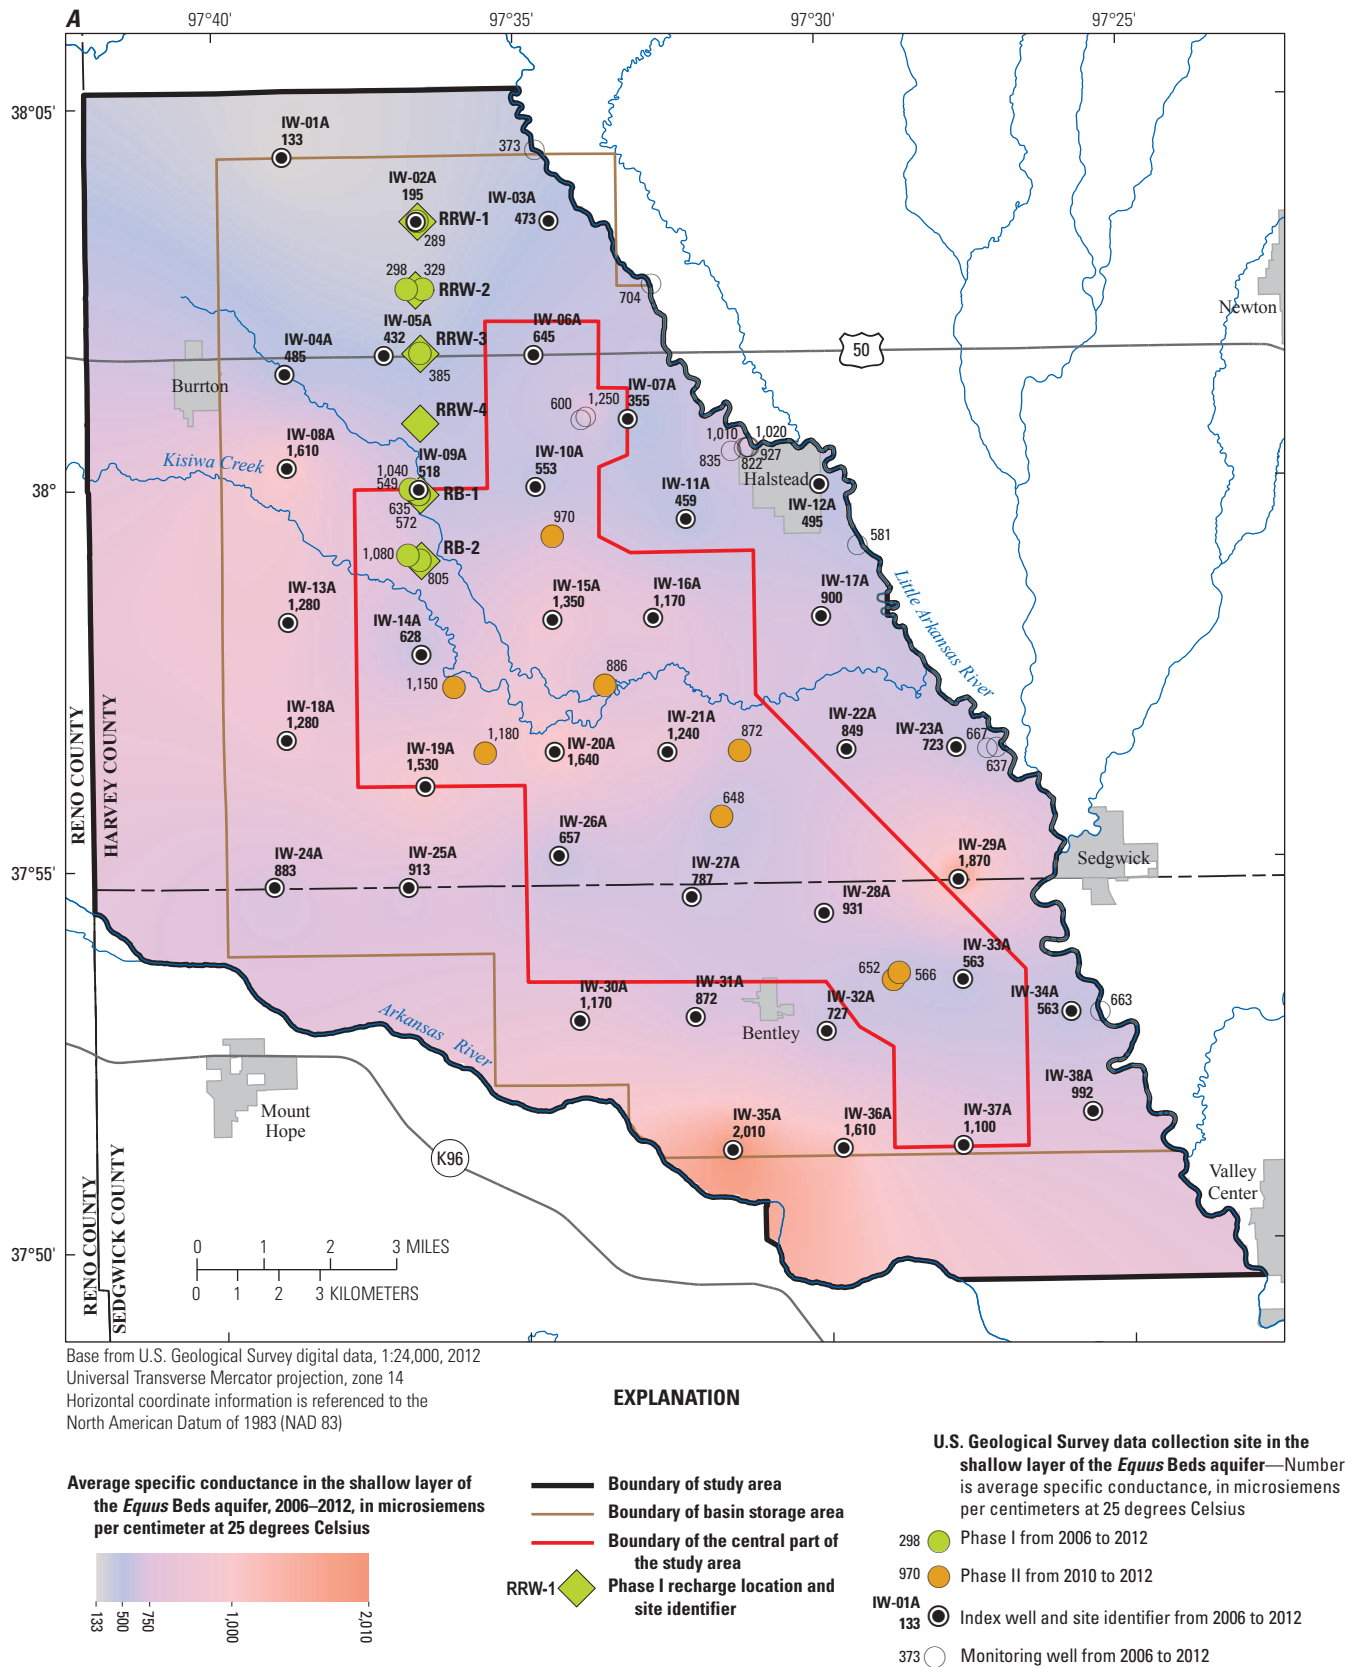 A
97°40'
97°35'
97°30'
97°25'
38°05'
IW-01A
133
373
IW-02A
195
RRW-1
289
IW-03A
473
298
329
RRW-2
704
Newton
IW-05A
432
RRW-3
385
IW-06A
645
50
IW-04A
485
Burrton
RRW-4
600
1,250
IW-07A
355
1,010
1,020
835
822
927
Halstead
IW-08A
1,610
Kisiwa Creek
IW-09A
518
1,040
549
RB-1
635
572
IW-10A
553
38°
IW-11A
459
IW-12A
495
970
581
1,080
RB-2
805
Little Arkansas River
IW-13A
1,280
IW-15A
1,350
IW-16A
1,170
IW-17A
900
IW-14A
628
1,150
886
RENO COUNTY
HARVEY COUNTY
IW-18A
1,280
IW-19A
1,530
1,180
IW-20A
1,640
IW-21A
1,240
872
IW-22A
849
IW-23A
723
667
637
648
IW-26A
657
Sedgwick
37°55'
IW-24A
883
IW-25A
913
IW-27A
787
IW-29A
1,870
IW-28A
931
652
566
IW-33A
563
IW-34A
563
663
IW-30A
1,170
IW-31A
872
Bentley
IW-32A
727
Arkansas River
IW-38A
992
Mount
Hope
IW-35A
2,010
IW-36A
1,610
IW-37A
1,100
K96
Valley
Center
RENO COUNTY
SEDGWICK COUNTY
37°50'
0 1 2 3 MILES
0 1 2 3 KILOMETERS
Base from U.S. Geological Survey digital data, 1:24,000, 2012
Universal Transverse Mercator projection, zone 14
Horizontal coordinate information is referenced to the
North American Datum of 1983 (NAD 83)
EXPLANATION
Average specific conductance in the shallow layer of
the Equus Beds aquifer, 2006–2012, in microsiemens
per centimeter at 25 degrees Celsius
133
500
750
1,000
2,010
Boundary of study area
Boundary of basin storage area
Boundary of the central part of
the study area
RRW-1
Phase I recharge location and
site identifier
U.S. Geological Survey data collection site in the
shallow layer of the Equus Beds aquifer—Number
is average specific conductance, in microsiemens
per centimeters at 25 degrees Celsius
298 Phase I from 2006 to 2012
970 Phase II from 2010 to 2012
IW-01A
133 Index well and site identifier from 2006 to 2012
373 Monitoring well from 2006 to 2012